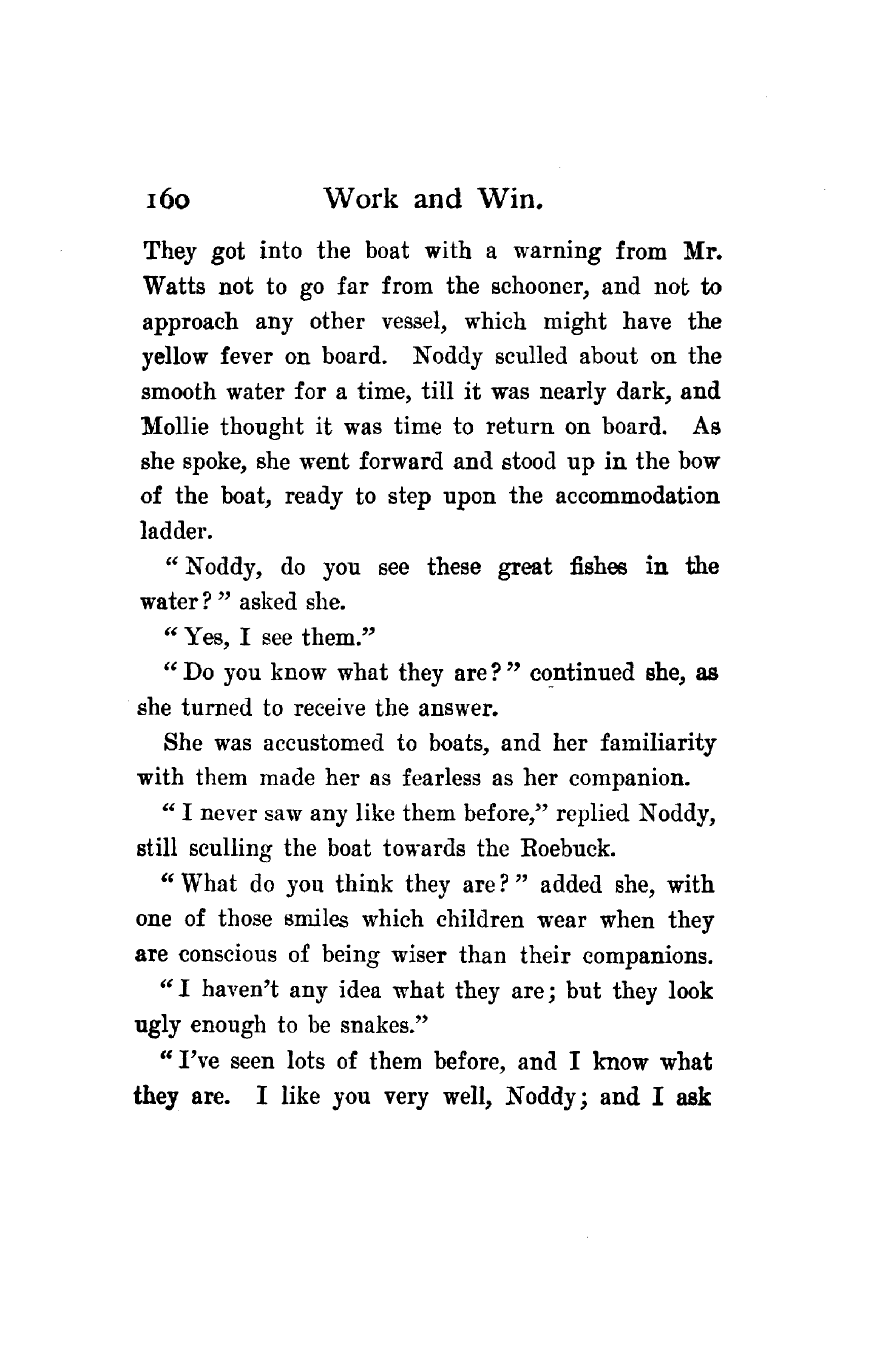 160 Work and Win.
They got into the boat with a warning from Mr.
Watts not to go far from the schooner, and not to
approach any other vessel, which might have the
yellow fever on board. Noddy sculled about on the
smooth water for a time, till it was nearly dark, and
Mollie thought it was time to return on board. As
she spoke, she went forward and stood up in the bow
of the boat, ready to step upon the accommodation
ladder.
“Noddy, do you see these great fishes in the
water?” asked she.
“Yes, I see them.”
“Do you know what they are?” continued she, as
she turned to receive the answer.
She was accustomed to boats, and her familiarity
with them made her as fearless as her companion.
“I never saw any like them before,” replied Noddy,
still sculling the boat towards the Roebuck.
“What do you think they are?” added she, with
one of those smiles which children wear when they
are conscious of being wiser than their companions.
“I haven’t any idea what they are; but they look
ugly enough to be snakes.”
“I’ve seen lots of them before, and I know what
they are. I like you very well, Noddy; and I ask